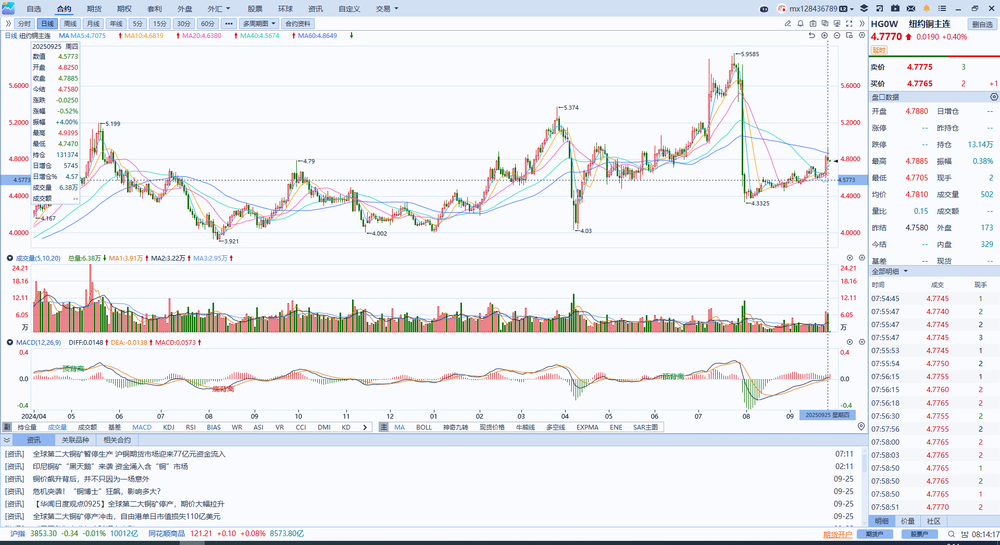 自选 合约 期货 期权 套利 外盘 外汇 股票 环球 资讯 自定义 交易 mx128436789 L2
分时 日线 周线 月线 年线 5分 15分 30分 60分 ••• 多周期图 合约资料
日线 纽约铜主连 MA MA5:4.7075 MA10:4.6819 MA20:4.6380 MA40:4.5674 MA60:4.8649
20250925 周四
数值 4.5773
开盘 4.8250
收盘 4.7885
今结 4.7580
涨跌 -0.0250
涨幅 -0.52%
振幅 +4.00%
最高 4.9395
最低 4.7470
持仓 131374
日增仓 5745
日增仓% 4.57
成交量 6.38万
成交额 --
5.6000
5.2000
4.8000
4.5773
4.4000
4.0000
5.199
4.167
3.921
4.79
4.002
5.374
4.03
5.9585
4.3325
5.6000
5.2000
4.8000
4.5773
4.4000
4.0000
成交量(5,10,20) 总量:6.38万 MA1:3.91万 MA2:3.22万 MA3:2.95万
24.21 24.21
18.16 18.16
12.11 12.11
6.05 6.05
万 万
MACD(12,26,9) DIFF:0.0148 DEA:-0.0138 MACD:0.0573
0.4 0.4
顶背离 顶背离
0.0 0.0
底背离
-0.4 -0.4
2024/04 05 06 07 08 09 10 11 12 01 02 03 04 05 06 07 08 09 20250925 星期四
副 持仓量 成交量 成交额 基差 MACD KDJ RSI BIAS WR ASI VR CCI DMI KD 主 MA BOLL 神奇九转 现货价格 牛熊线 多空线 EXPMA ENE SAR主图
资讯 关联品种 相关合约
[资讯] 全球第二大铜矿暂停生产 沪铜期货市场迎来77亿元资金流入 07:11
[资讯] 印尼铜矿“黑天鹅”来袭 资金涌入含“铜”市场 02:11
[资讯] 铜价飙升背后，并不只因为一场意外 09-25
[资讯] 危机突袭！“铜博士”狂飙，影响多大? 09-25
[资讯] 【华闻日度观点0925】全球第二大铜矿停产，期价大幅拉升 09-25
[资讯] 全球第二大铜矿停产冲击，自由港单日市值损失110亿美元 09-25
沪指 3853.30 -0.34 -0.01% 10012亿 同花顺商品 121.21 +0.10 +0.08% 8573.80亿 期货开户 期货户 股票户 08:14:17
HG0W 纽约铜主连 删自选
4.7770 0.0190 +0.40%
延时
卖价 4.7775 3
买价 4.7765 2 +1
盘口数据
开盘 4.7880 日增仓 --
涨停 -- 昨持仓 --
跌停 -- 持仓 13.14万
最高 4.7885 振幅 0.38%
最低 4.7705 现手 2
均价 4.7810 成交量 502
量比 0.15 成交额 --
昨结 4.7580 外盘 173
今结 -- 内盘 329
基差 -- 现货 --
全部明细
时间 成交 现手
07:54:45 4.7745 1
07:55:47 4.7740 2
07:55:47 4.7745 2
07:55:47 4.7745 3
07:55:53 4.7745 1
07:55:54 4.7750 2
07:56:15 4.7755 1
07:56:15 4.7760 2
07:56:18 4.7765 2
07:56:30 4.7755 2
07:57:56 4.7755 2
07:58:00 4.7765 2
07:58:03 4.7765 2
07:58:50 4.7765 1
07:58:50 4.7765 2
07:58:50 4.7765 1
07:58:51 4.7770 2
明细 价量 社区